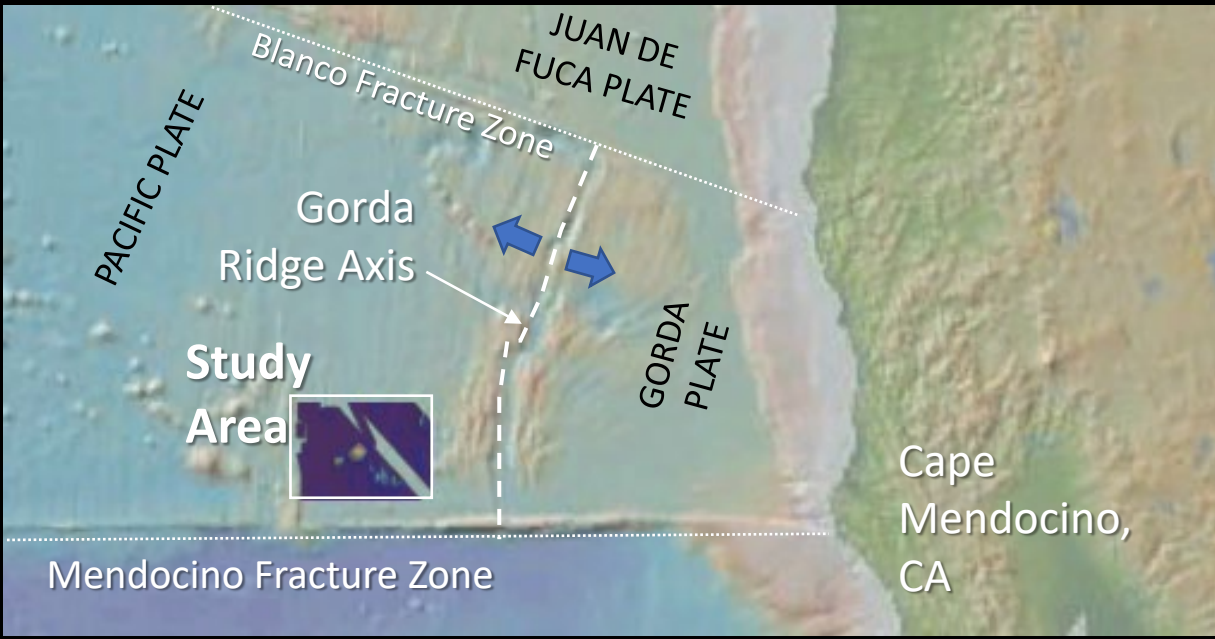 JUAN DE
FUCA PLATE
Blanco Fracture Zone
PACIFIC PLATE
Gorda
Ridge Axis
GORDA
PLATE
Study
Area
Cape
Mendocino,
CA
Mendocino Fracture Zone